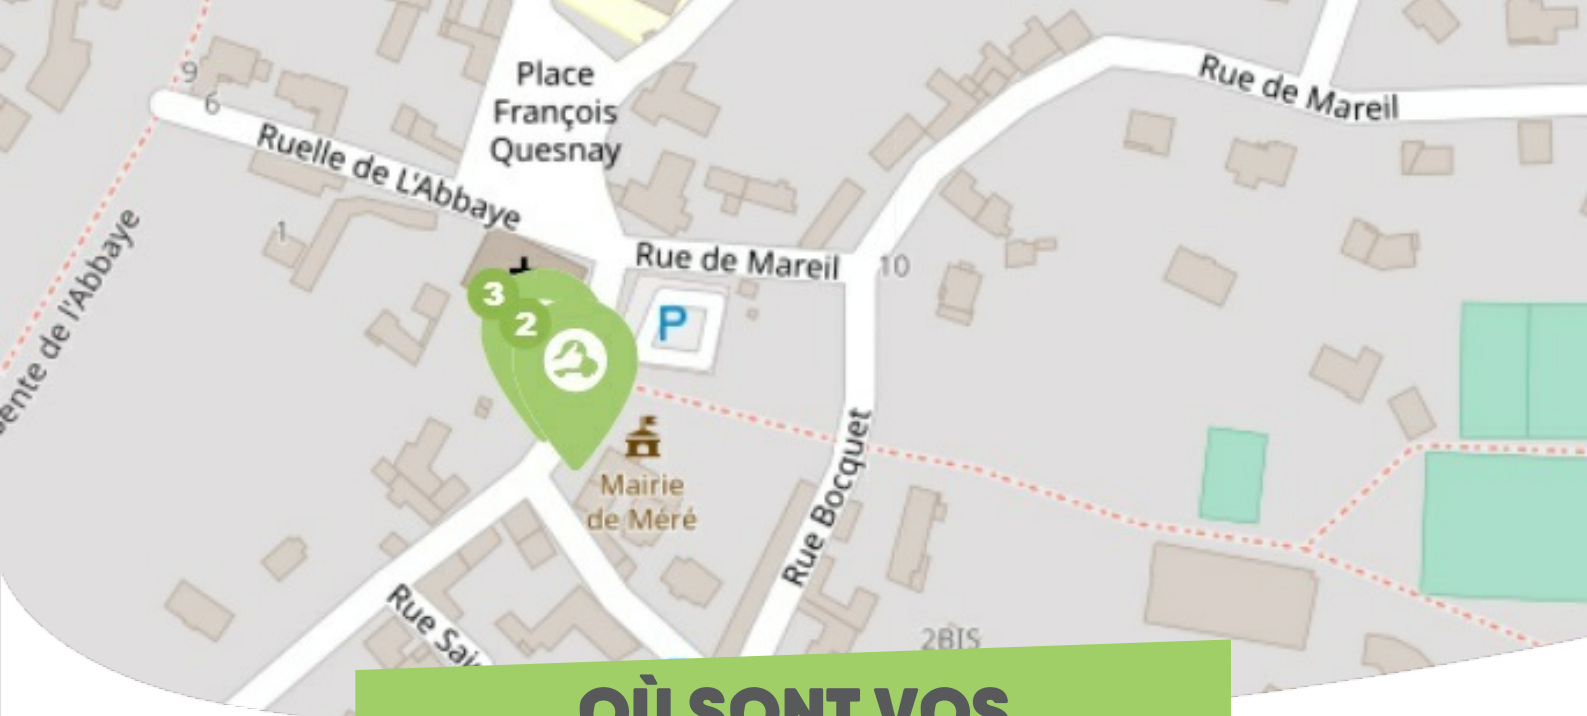 Place
François
Quesnay
Rue de Mareil
9
6
Ruelle de L'Abbaye
1
ente de l'Abbaye
Rue de Mareil
10
3
2
P
Mairie
de Méré
Rue Bocquet
Rue Sain
2BIS
OÙ SONT VOS